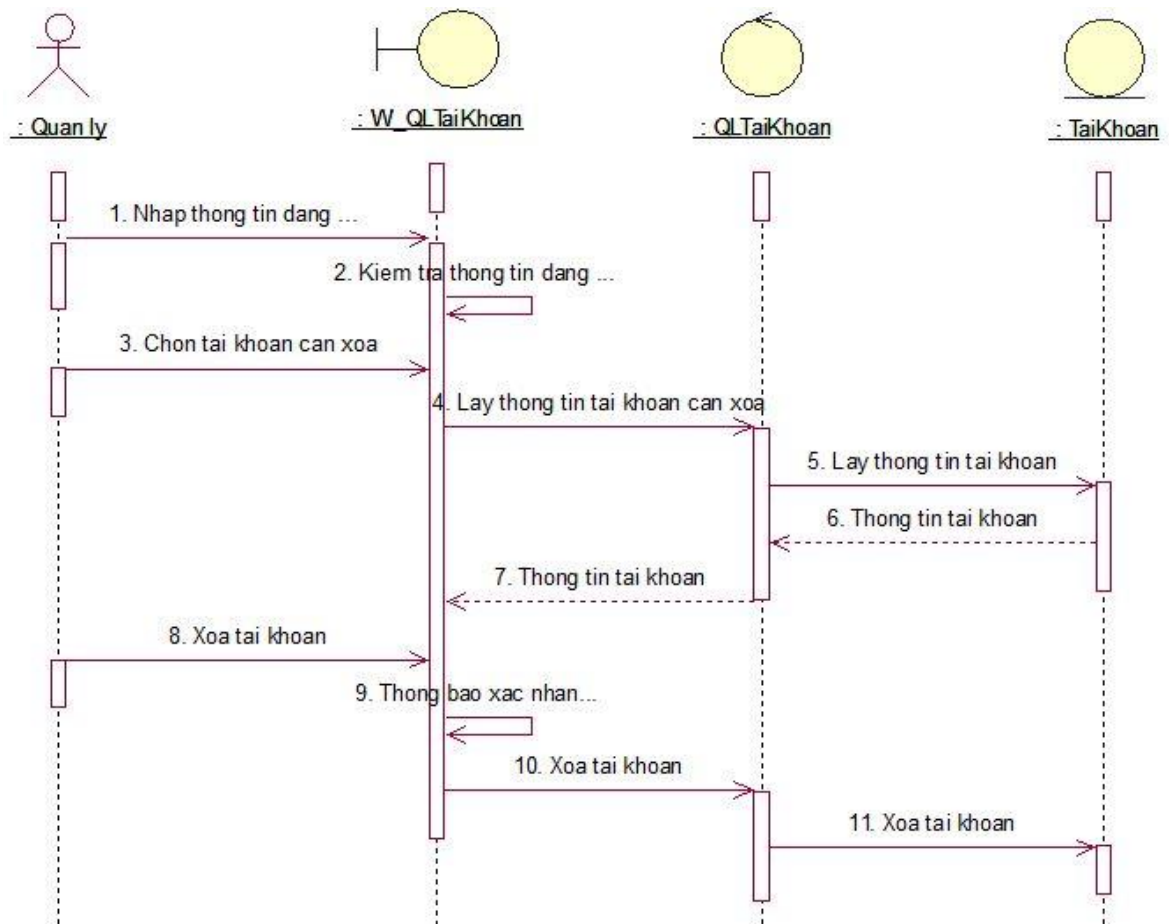 : Quan ly
: W_QLTaiKhoan
: QLTaiKhoan
: TaiKhoan
1. Nhap thong tin dang ...
2. Kiem tra thong tin dang ...
3. Chon tai khoan can xoa
4. Lay thong tin tai khoan can xoa
5. Lay thong tin tai khoan
6. Thong tin tai khoan
7. Thong tin tai khoan
8. Xoa tai khoan
9. Thong bao xac nhan...
10. Xoa tai khoan
11. Xoa tai khoan